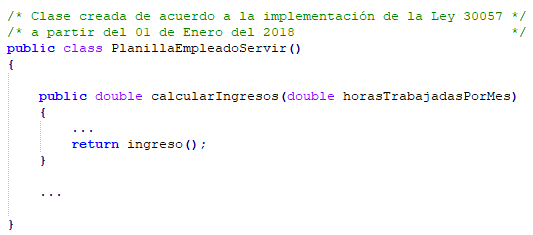 /* Clase creada de acuerdo a la implementación de la Ley 30057 */
/* a partir del 01 de Enero del 2018 */
public class PlanillaEmpleadoServir()
{
public double calcularIngresos(double horasTrabajadasPorMes)
{
...
return ingreso();
}
...
}